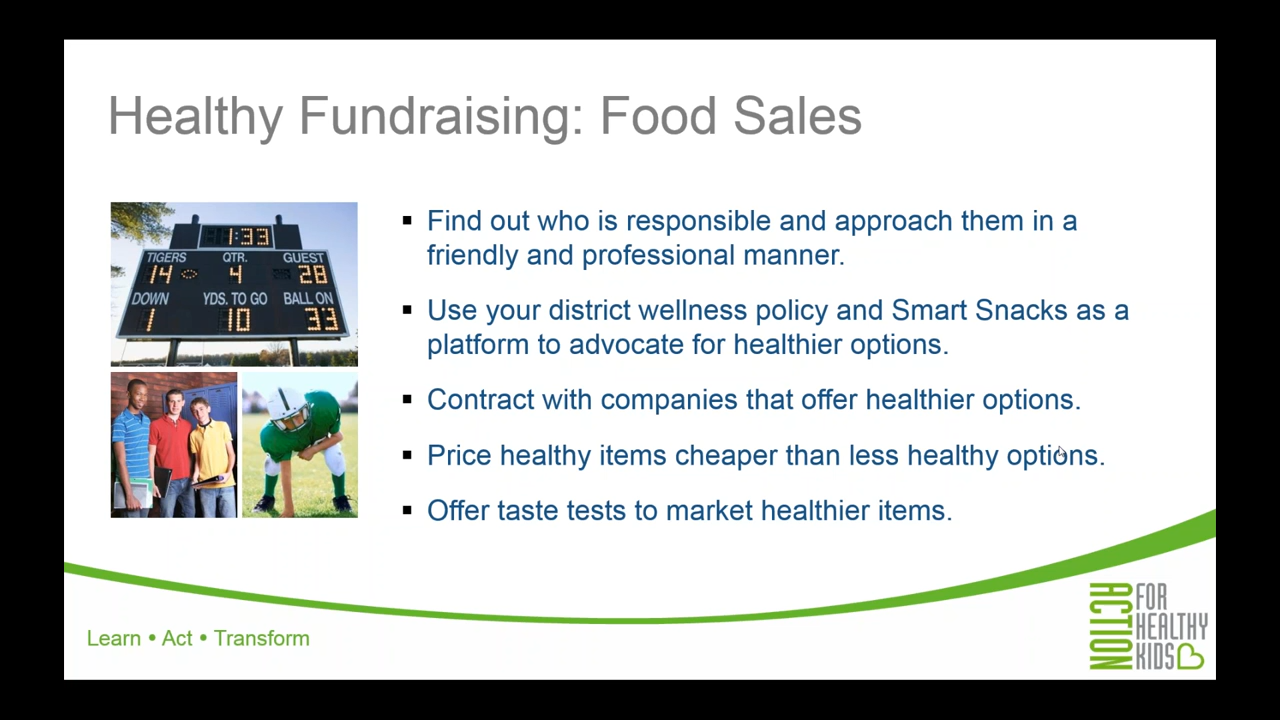 Healthy Fundraising: Food Sales
1:33
TIGERS QTR. GUEST
14 4 28
DOWN YDS. TO GO BALL ON
1 10 33
Find out who is responsible and approach them in a
friendly and professional manner.
Use your district wellness policy and Smart Snacks as a
platform to advocate for healthier options.
Contract with companies that offer healthier options.
Price healthy items cheaper than less healthy options.
Offer taste tests to market healthier items.
Learn • Act • Transform
ACTION
FOR
HEALTHY
KIDS